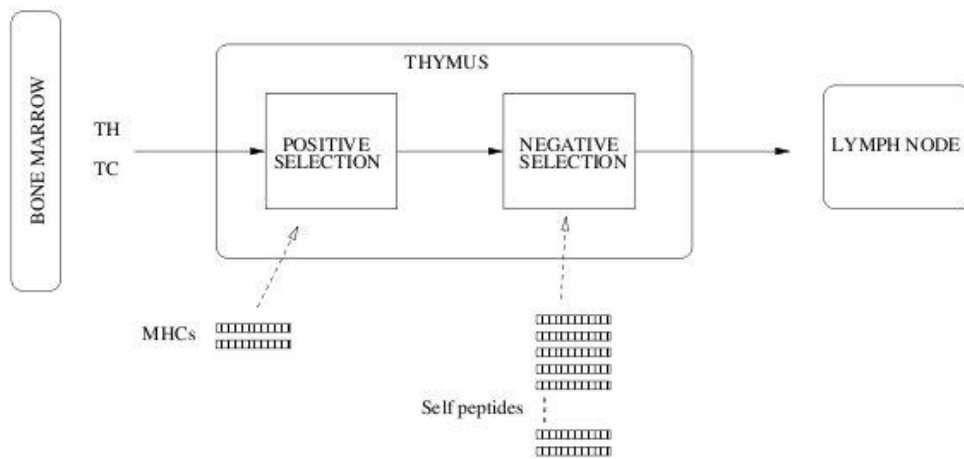 BONE MARROW
TH
TC
THYMUS
POSITIVE
SELECTION
NEGATIVE
SELECTION
LYMPH NODE
MHCs
Self peptides